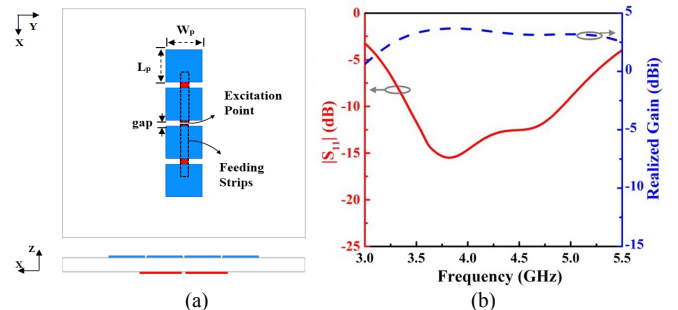 X
Y
Wp
Lp
gap
Excitation
Point
Feeding
Strips
Z
X
(a)
|S11| (dB)
0
-5
-10
-15
-20
-25
3.0 3.5 4.0 4.5 5.0 5.5
Frequency (GHz)
5
0
-5
-10
-15
Realized Gain (dBi)
(b)